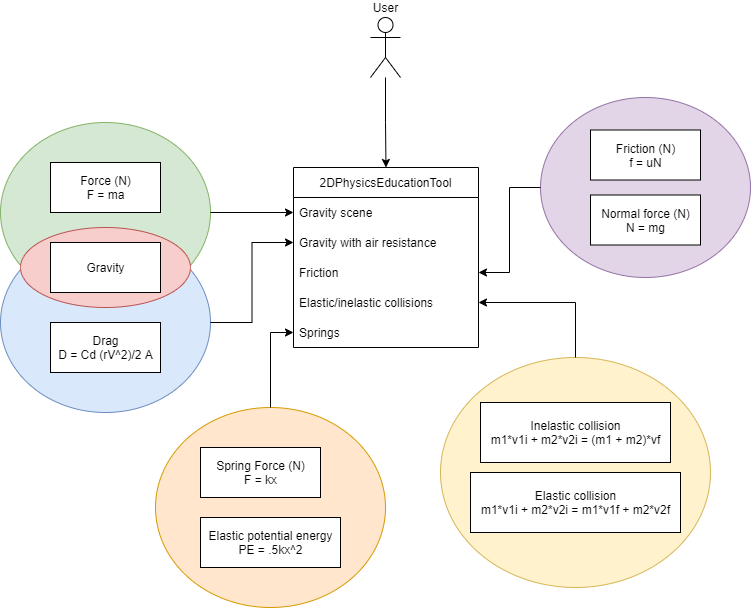 User
2DPhysicsEducationTool
Gravity scene
Gravity with air resistance
Friction
Elastic/inelastic collisions
Springs
Force (N)
F = ma
Gravity
Drag
D = Cd (rV^2)/2 A
Friction (N)
f = uN
Normal force (N)
N = mg
Spring Force (N)
F = kx
Elastic potential energy
PE = .5kx^2
Inelastic collision
m1*v1i + m2*v2i = (m1 + m2)*vf
Elastic collision
m1*v1i + m2*v2i = m1*v1f + m2*v2f